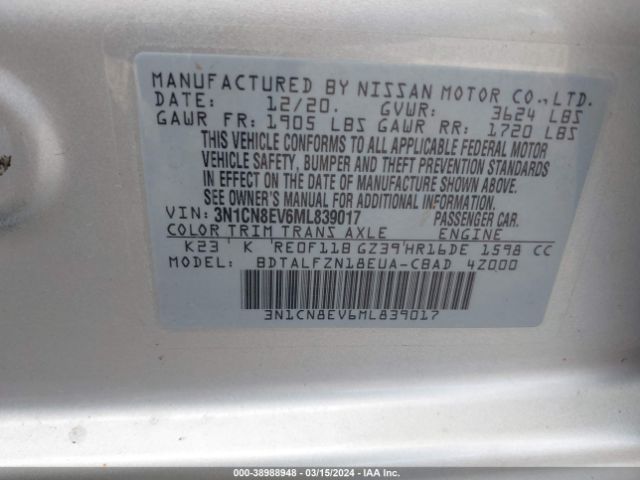 MANUFACTURED BY NISSAN MOTOR CO., LTD.
DATE: 12/20. GVWR: 3624 LBS
GAWR FR: 1905 LBS GAWR RR: 1720 LBS
THIS VEHICLE CONFORMS TO ALL APPLICABLE FEDERAL MOTOR
VEHICLE SAFETY, BUMPER AND THEFT PREVENTION STANDARDS
IN EFFECT ON THE DATE OF MANUFACTURE SHOWN ABOVE.
SEE OWNER'S MANUAL FOR ADDITIONAL INFORMATION.
VIN: 3N1CN8EV6ML839017 PASSENGER CAR.
COLOR TRIM TRANS AXLE ENGINE
K23 K RE0F11B GZ39 HR16DE 1598 CC
MODEL: BDTALFZN18EUA-CBAD 4Z000
3N1CN8EV6ML839017
000-38988948 - 03/15/2024 - IAA Inc.